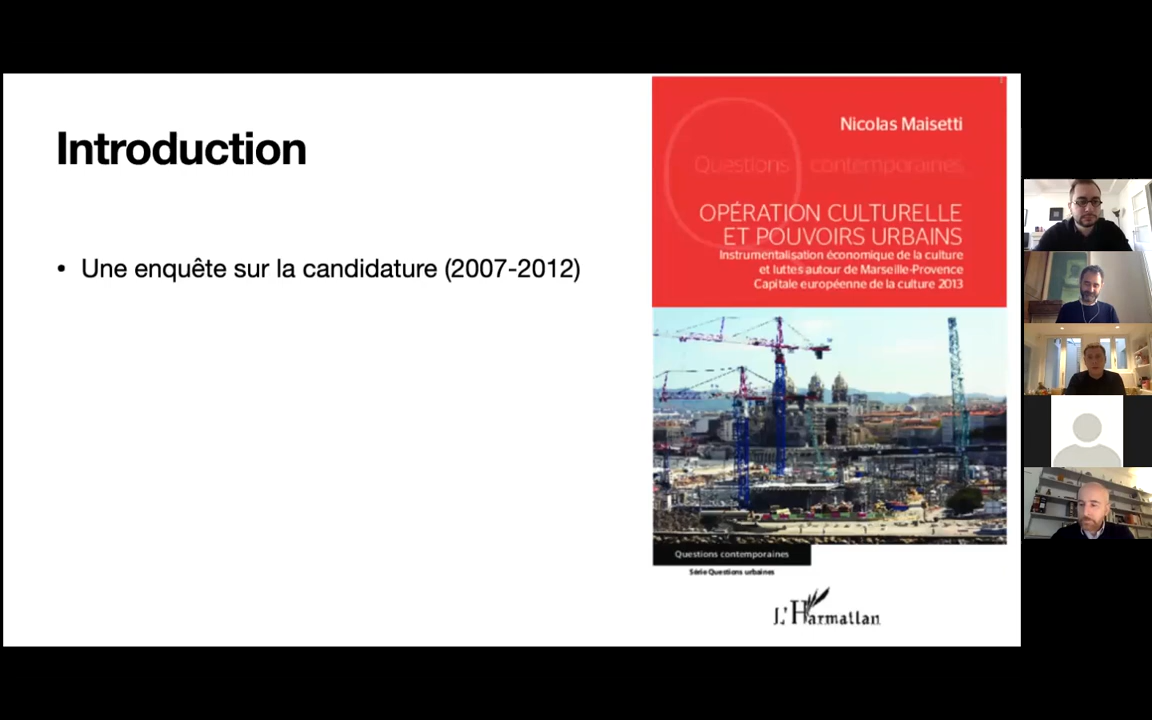 Introduction
• Une enquête sur la candidature (2007-2012)
Nicolas Maisetti
Questions contemporaines
OPÉRATION CULTURELLE
ET POUVOIRS URBAINS
Instrumentalisation économique de la culture
et luttes autour de Marseille-Provence
Capitale européenne de la culture 2013
Questions contemporaines
Série Questions urbaines
L'Harmattan